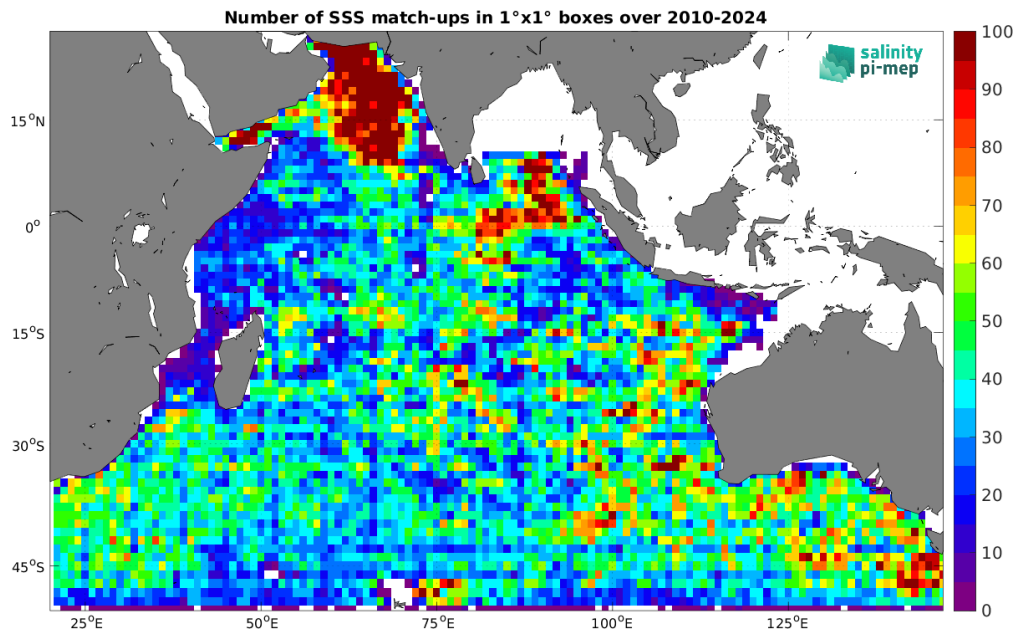 Number of SSS match-ups in 1°x1° boxes over 2010-2024
salinity
pi-mep
15°N
0°
15°S
30°S
45°S
25°E
50°E
75°E
100°E
125°E
100
90
80
70
60
50
40
30
20
10
0